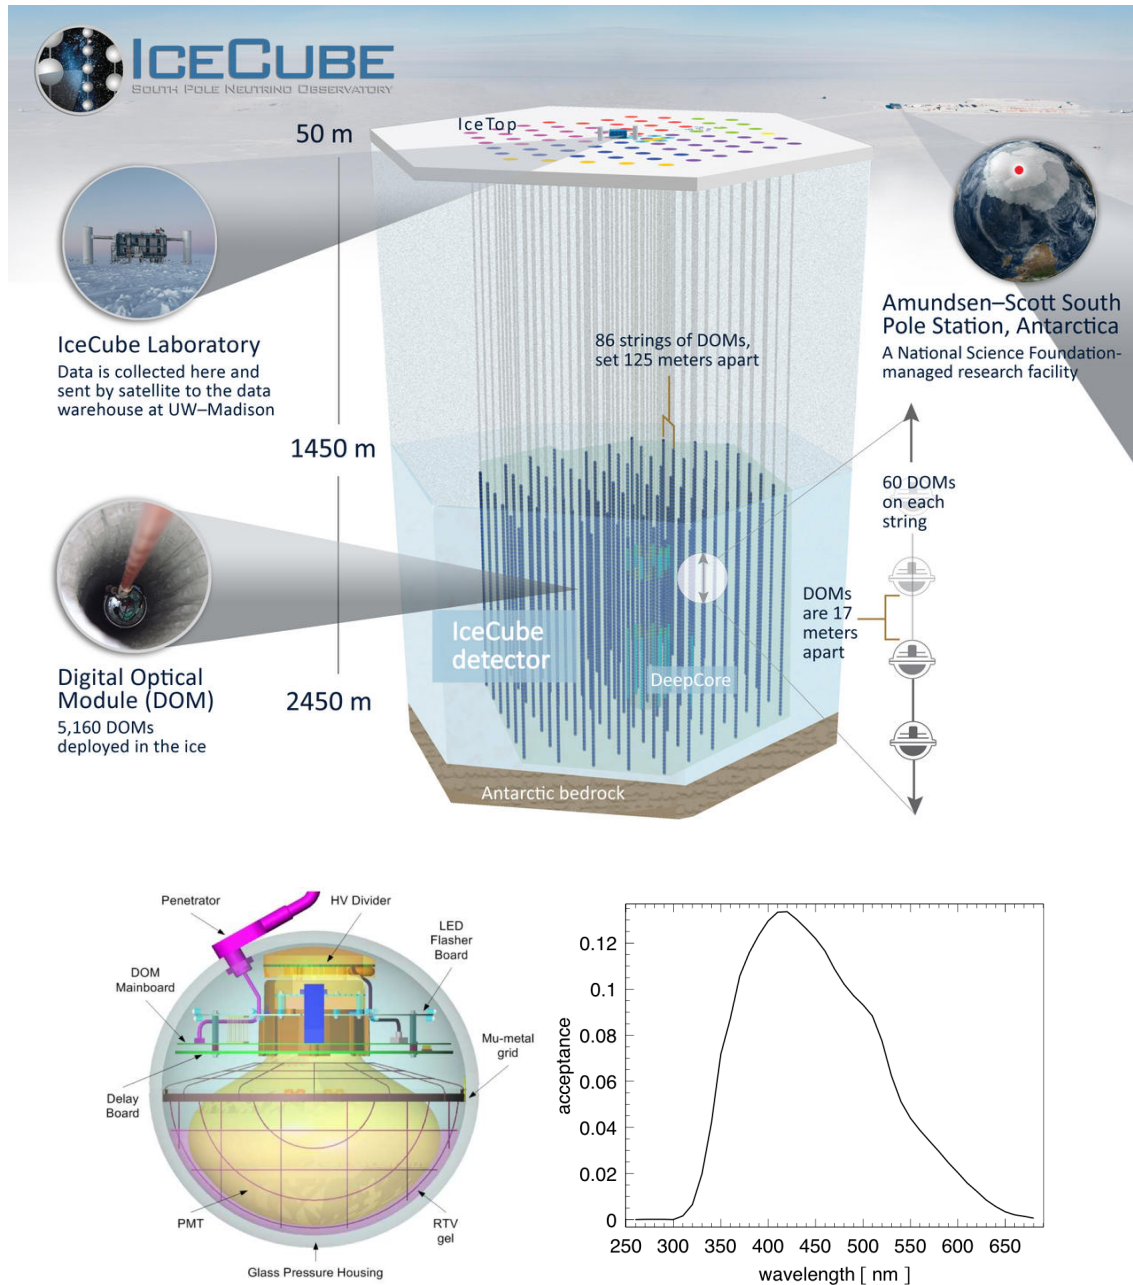 ICECUBE
SOUTH POLE NEUTRINO OBSERVATORY
50 m
IceTop
IceCube Laboratory
Data is collected here and
sent by satellite to the data
warehouse at UW–Madison
Amundsen–Scott South
Pole Station, Antarctica
A National Science Foundation-
managed research facility
86 strings of DOMs,
set 125 meters apart
1450 m
60 DOMs
on each
string
DOMs
are 17
meters
apart
IceCube
detector
DeepCore
Digital Optical
Module (DOM)
5,160 DOMs
deployed in the ice
2450 m
Antarctic bedrock
Penetrator
HV Divider
LED
Flasher
Board
DOM
Mainboard
Mu-metal
grid
Delay
Board
PMT
RTV
gel
Glass Pressure Housing
acceptance
0.12
0.1
0.08
0.06
0.04
0.02
0
250 300 350 400 450 500 550 600 650
wavelength [ nm ]